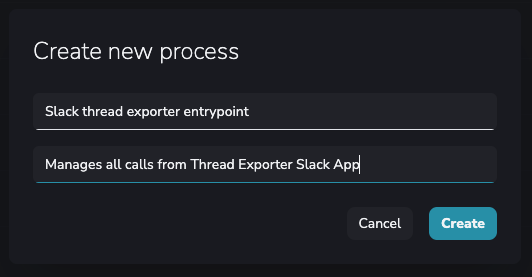 Create new process
Slack thread exporter entrypoint
Manages all calls from Thread Exporter Slack App
Cancel
Create